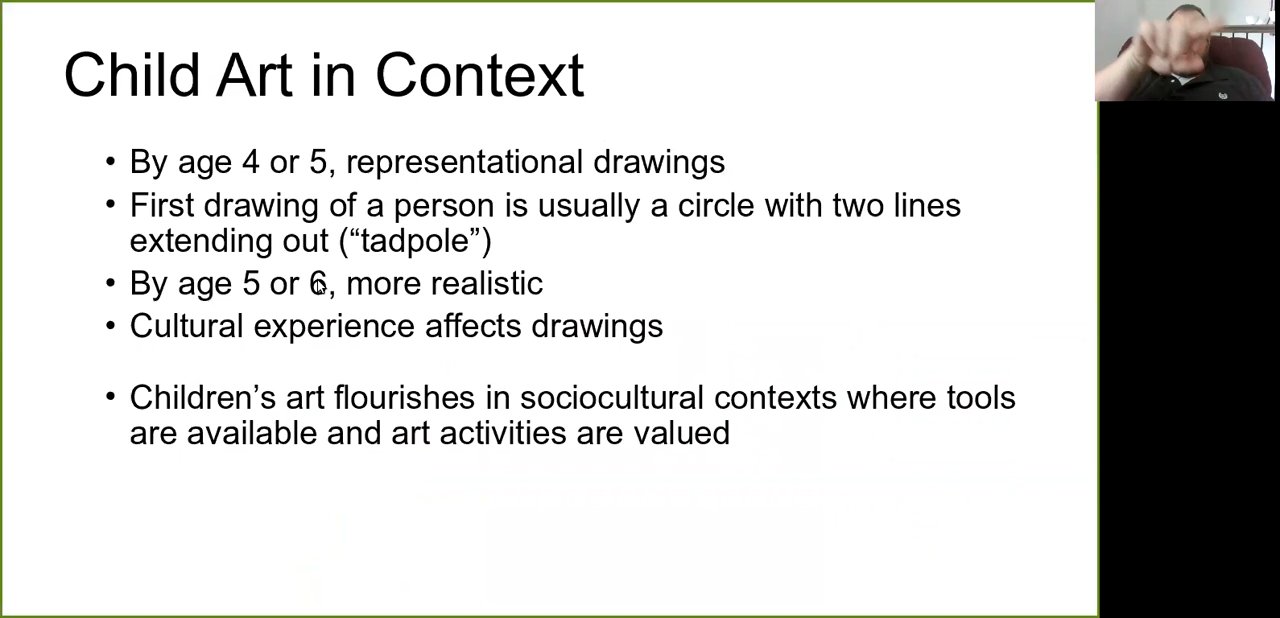 Child Art in Context
• By age 4 or 5, representational drawings
• First drawing of a person is usually a circle with two lines
extending out (“tadpole”)
• By age 5 or 6, more realistic
• Cultural experience affects drawings
• Children’s art flourishes in sociocultural contexts where tools
are available and art activities are valued